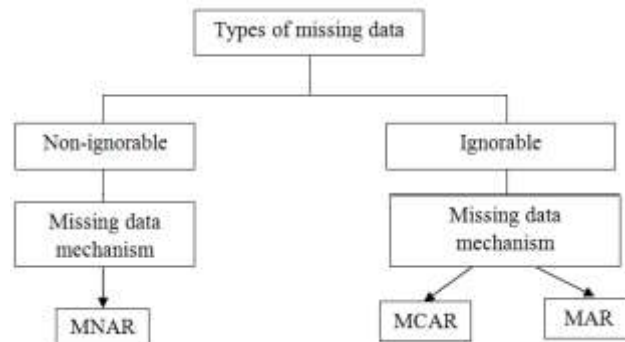 Types of missing data
Non-ignorable
Ignorable
Missing data
mechanism
Missing data
mechanism
MNAR
MCAR
MAR